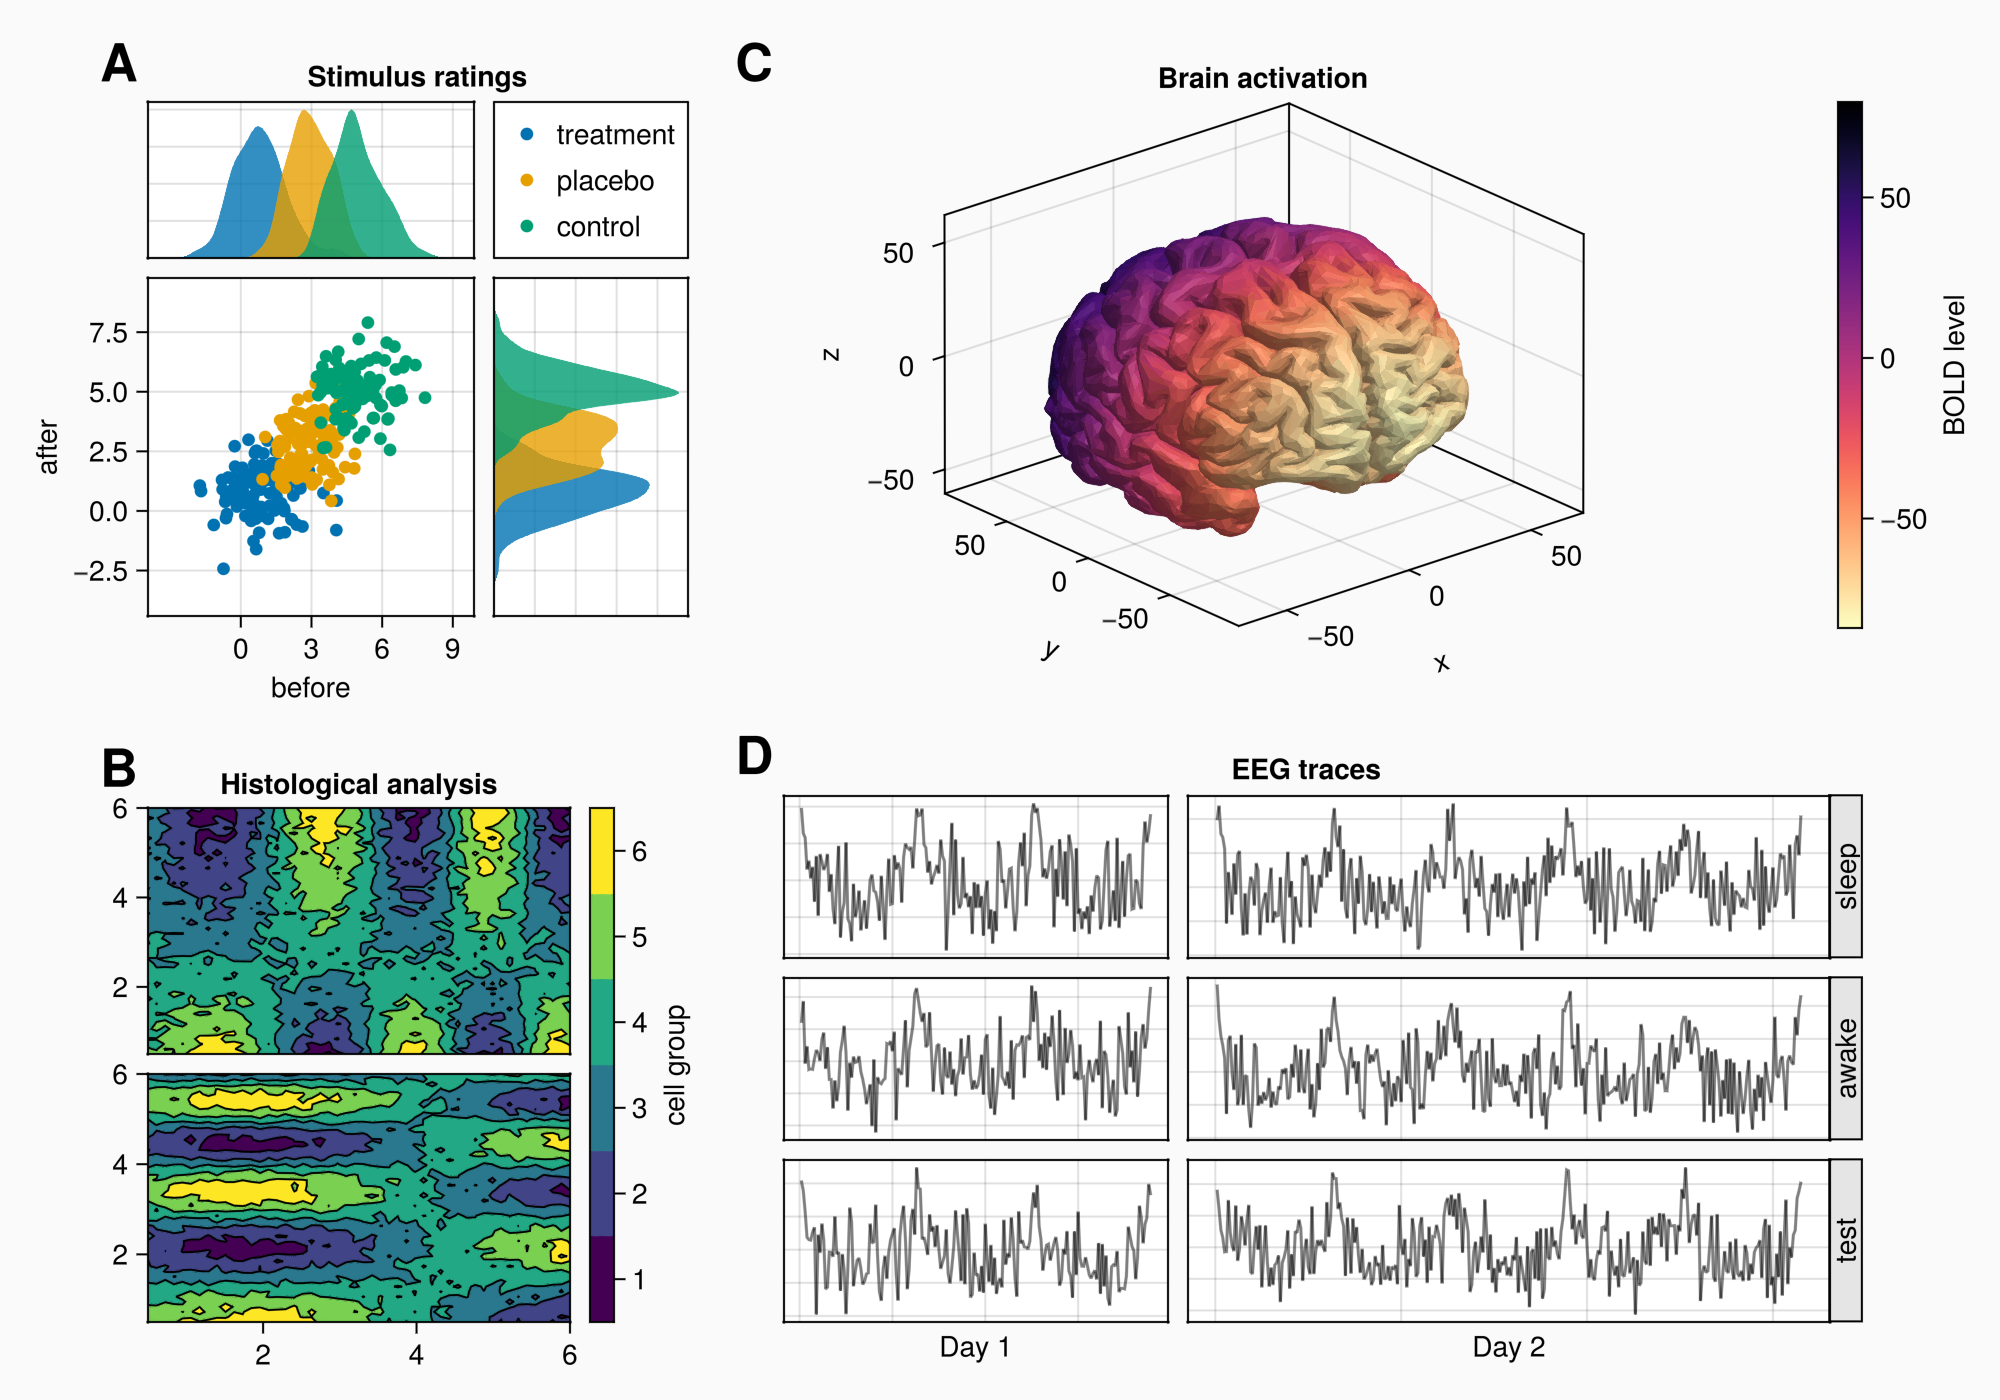 A
Stimulus ratings
treatment
placebo
control
7.5
5.0
2.5
0.0
−2.5
after
0 3 6 9
before
C
Brain activation
50
0
−50
z
50
0
−50
y
−50
0
50
x
50
0
−50
BOLD level
B
Histological analysis
6
4
2
6
4
2
2 4 6
6
5
4
3
2
1
cell group
D
EEG traces
sleep
awake
test
Day 1
Day 2